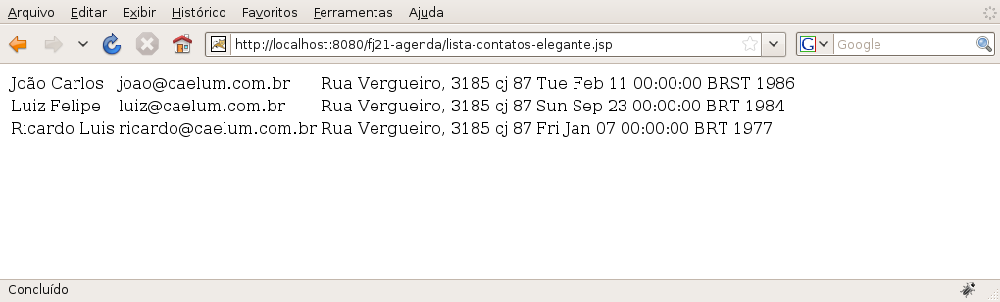 Arquivo Editar Exibir Histórico Favoritos Ferramentas Ajuda
http://localhost:8080/fj21-agenda/lista-contatos-elegante.jsp G Google
João Carlos joao@caelum.com.br Rua Vergueiro, 3185 cj 87 Tue Feb 11 00:00:00 BRST 1986
Luiz Felipe luiz@caelum.com.br Rua Vergueiro, 3185 cj 87 Sun Sep 23 00:00:00 BRT 1984
Ricardo Luis ricardo@caelum.com.br Rua Vergueiro, 3185 cj 87 Fri Jan 07 00:00:00 BRT 1977
Concluído